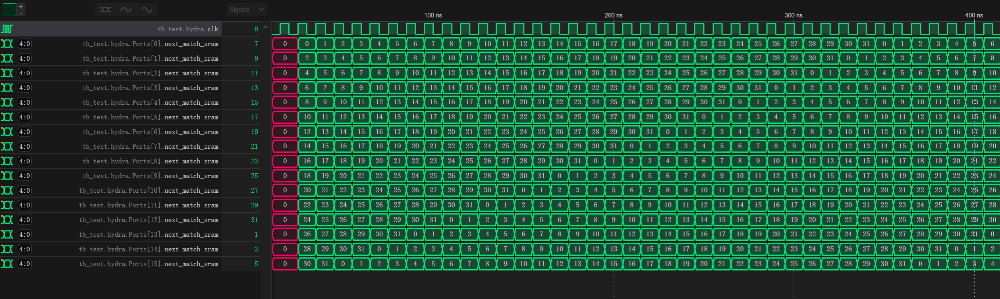 +
-
Signed
100 ns 200 ns 300 ns 400 ns
tb_test.hydra.clk 0
4:0 tb_test.hydra.Ports[0].next_match_sram 7 0 0 1 2 3 4 5 6 7 8 9 10 11 12 13 14 15 16 17 18 19 20 21 22 23 24 25 26 27 28 29 30 31 0 1 2 3 4 5 6
4:0 tb_test.hydra.Ports[1].next_match_sram 9 0 2 3 4 5 6 7 8 9 10 11 12 13 14 15 16 17 18 19 20 21 22 23 24 25 26 27 28 29 30 31 0 1 2 3 4 5 6 7 8
4:0 tb_test.hydra.Ports[2].next_match_sram 11 0 4 5 6 7 8 9 10 11 12 13 14 15 16 17 18 19 20 21 22 23 24 25 26 27 28 29 30 31 0 1 2 3 4 5 6 7 8 9 10
4:0 tb_test.hydra.Ports[3].next_match_sram 13 0 6 7 8 9 10 11 12 13 14 15 16 17 18 19 20 21 22 23 24 25 26 27 28 29 30 31 0 1 2 3 4 5 6 7 8 9 10 11 12
4:0 tb_test.hydra.Ports[4].next_match_sram 15 0 8 9 10 11 12 13 14 15 16 17 18 19 20 21 22 23 24 25 26 27 28 29 30 31 0 1 2 3 4 5 6 7 8 9 10 11 12 13 14
4:0 tb_test.hydra.Ports[5].next_match_sram 17 0 10 11 12 13 14 15 16 17 18 19 20 21 22 23 24 25 26 27 28 29 30 31 0 1 2 3 4 5 6 7 8 9 10 11 12 13 14 15 16
4:0 tb_test.hydra.Ports[6].next_match_sram 19 0 12 13 14 15 16 17 18 19 20 21 22 23 24 25 26 27 28 29 30 31 0 1 2 3 4 5 6 7 8 9 10 11 12 13 14 15 16 17 18
4:0 tb_test.hydra.Ports[7].next_match_sram 21 0 14 15 16 17 18 19 20 21 22 23 24 25 26 27 28 29 30 31 0 1 2 3 4 5 6 7 8 9 10 11 12 13 14 15 16 17 18 19 20
4:0 tb_test.hydra.Ports[8].next_match_sram 23 0 16 17 18 19 20 21 22 23 24 25 26 27 28 29 30 31 0 1 2 3 4 5 6 7 8 9 10 11 12 13 14 15 16 17 18 19 20 21 22
4:0 tb_test.hydra.Ports[9].next_match_sram 25 0 18 19 20 21 22 23 24 25 26 27 28 29 30 31 0 1 2 3 4 5 6 7 8 9 10 11 12 13 14 15 16 17 18 19 20 21 22 23 24
4:0 tb_test.hydra.Ports[10].next_match_sram 27 0 20 21 22 23 24 25 26 27 28 29 30 31 0 1 2 3 4 5 6 7 8 9 10 11 12 13 14 15 16 17 18 19 20 21 22 23 24 25 26
4:0 tb_test.hydra.Ports[11].next_match_sram 29 0 22 23 24 25 26 27 28 29 30 31 0 1 2 3 4 5 6 7 8 9 10 11 12 13 14 15 16 17 18 19 20 21 22 23 24 25 26 27 28
4:0 tb_test.hydra.Ports[12].next_match_sram 31 0 24 25 26 27 28 29 30 31 0 1 2 3 4 5 6 7 8 9 10 11 12 13 14 15 16 17 18 19 20 21 22 23 24 25 26 27 28 29 30
4:0 tb_test.hydra.Ports[13].next_match_sram 1 0 26 27 28 29 30 31 0 1 2 3 4 5 6 7 8 9 10 11 12 13 14 15 16 17 18 19 20 21 22 23 24 25 26 27 28 29 30 31 0
4:0 tb_test.hydra.Ports[14].next_match_sram 3 0 28 29 30 31 0 1 2 3 4 5 6 7 8 9 10 11 12 13 14 15 16 17 18 19 20 21 22 23 24 25 26 27 28 29 30 31 0 1 2
4:0 tb_test.hydra.Ports[15].next_match_sram 5 0 30 31 0 1 2 3 4 5 6 7 8 9 10 11 12 13 14 15 16 17 18 19 20 21 22 23 24 25 26 27 28 29 30 31 0 1 2 3 4